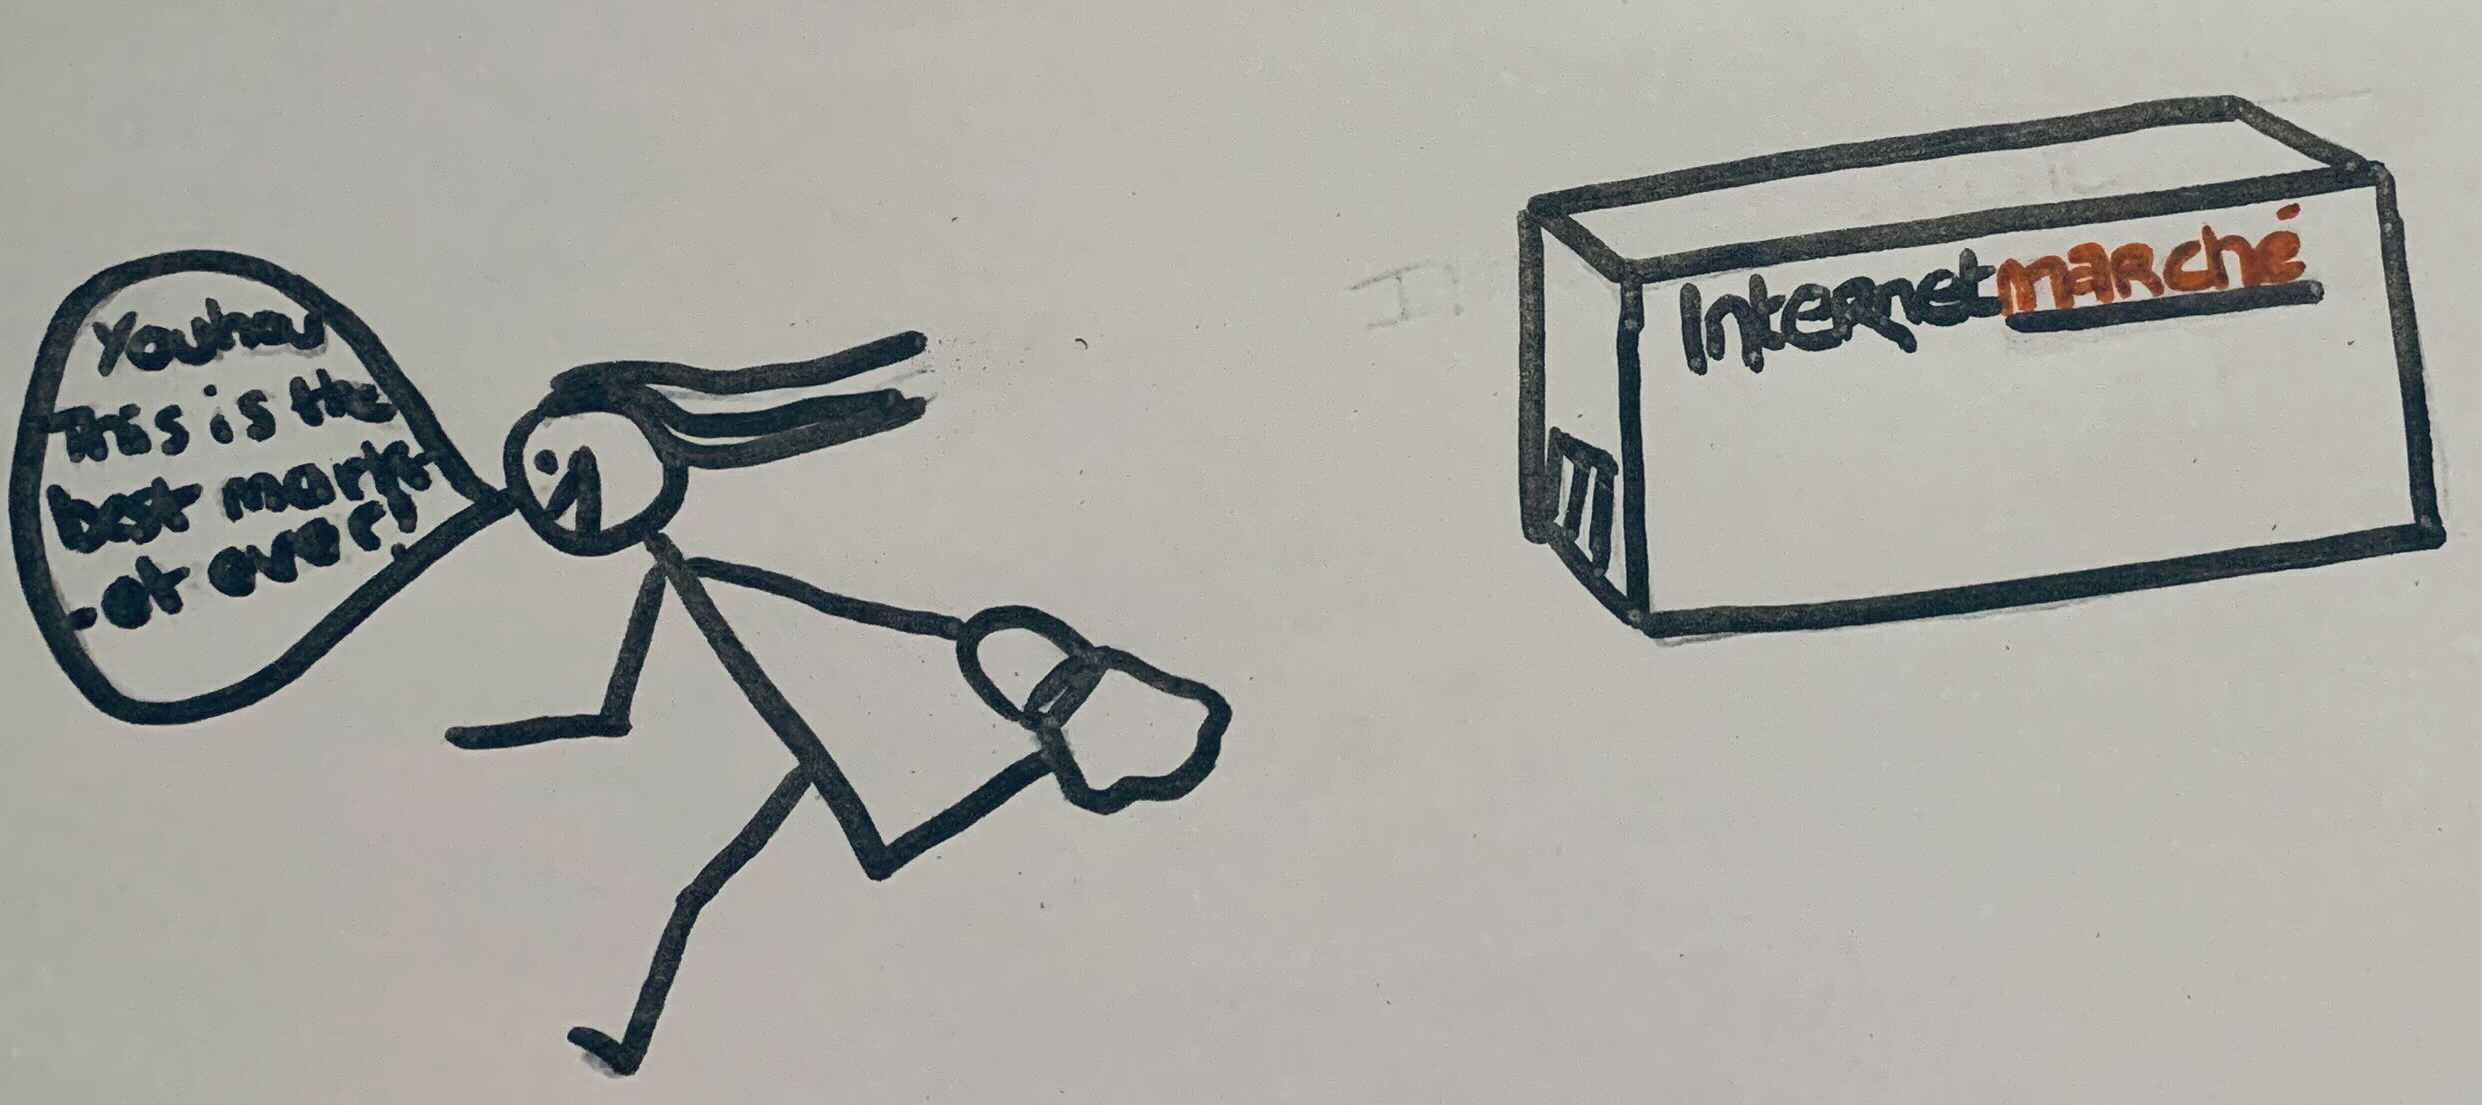 Youhou
This is the
best mark-
-et ever!
Internetmarché